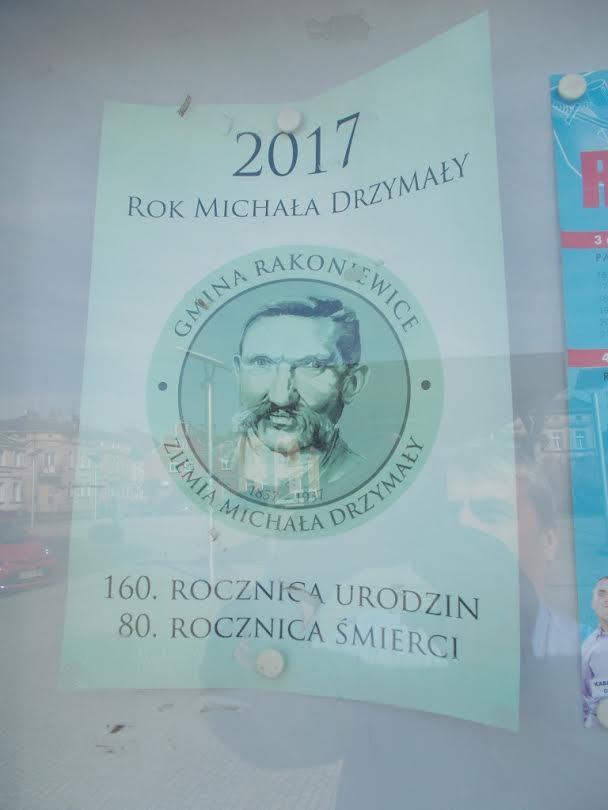 2017
ROK MICHAŁA DRZYMAŁY
GMINA RAKONIEWICE
1857 - 1937
ZIEMIA MICHAŁA DRZYMAŁY
160. ROCZNICA URODZIN
80. ROCZNICA ŚMIERCI